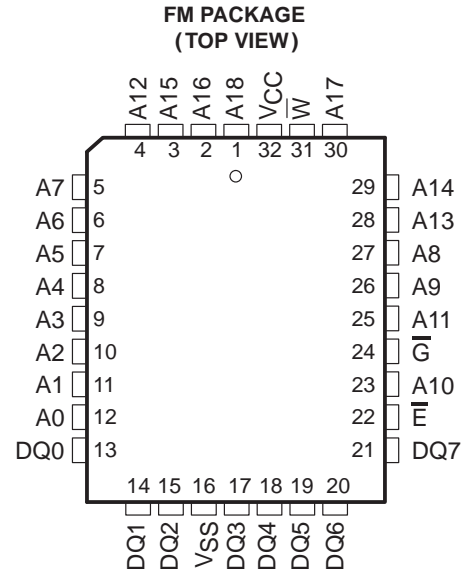 FM PACKAGE
(TOP VIEW)
A12 A15 A16 A18 VCC W̅ A17
4 3 2 1 32 31 30
A7 5 29 A14
A6 6 28 A13
A5 7 27 A8
A4 8 26 A9
A3 9 25 A11
A2 10 24 G̅
A1 11 23 A10
A0 12 22 E̅
DQ0 13 21 DQ7
14 15 16 17 18 19 20
DQ1 DQ2 VSS DQ3 DQ4 DQ5 DQ6